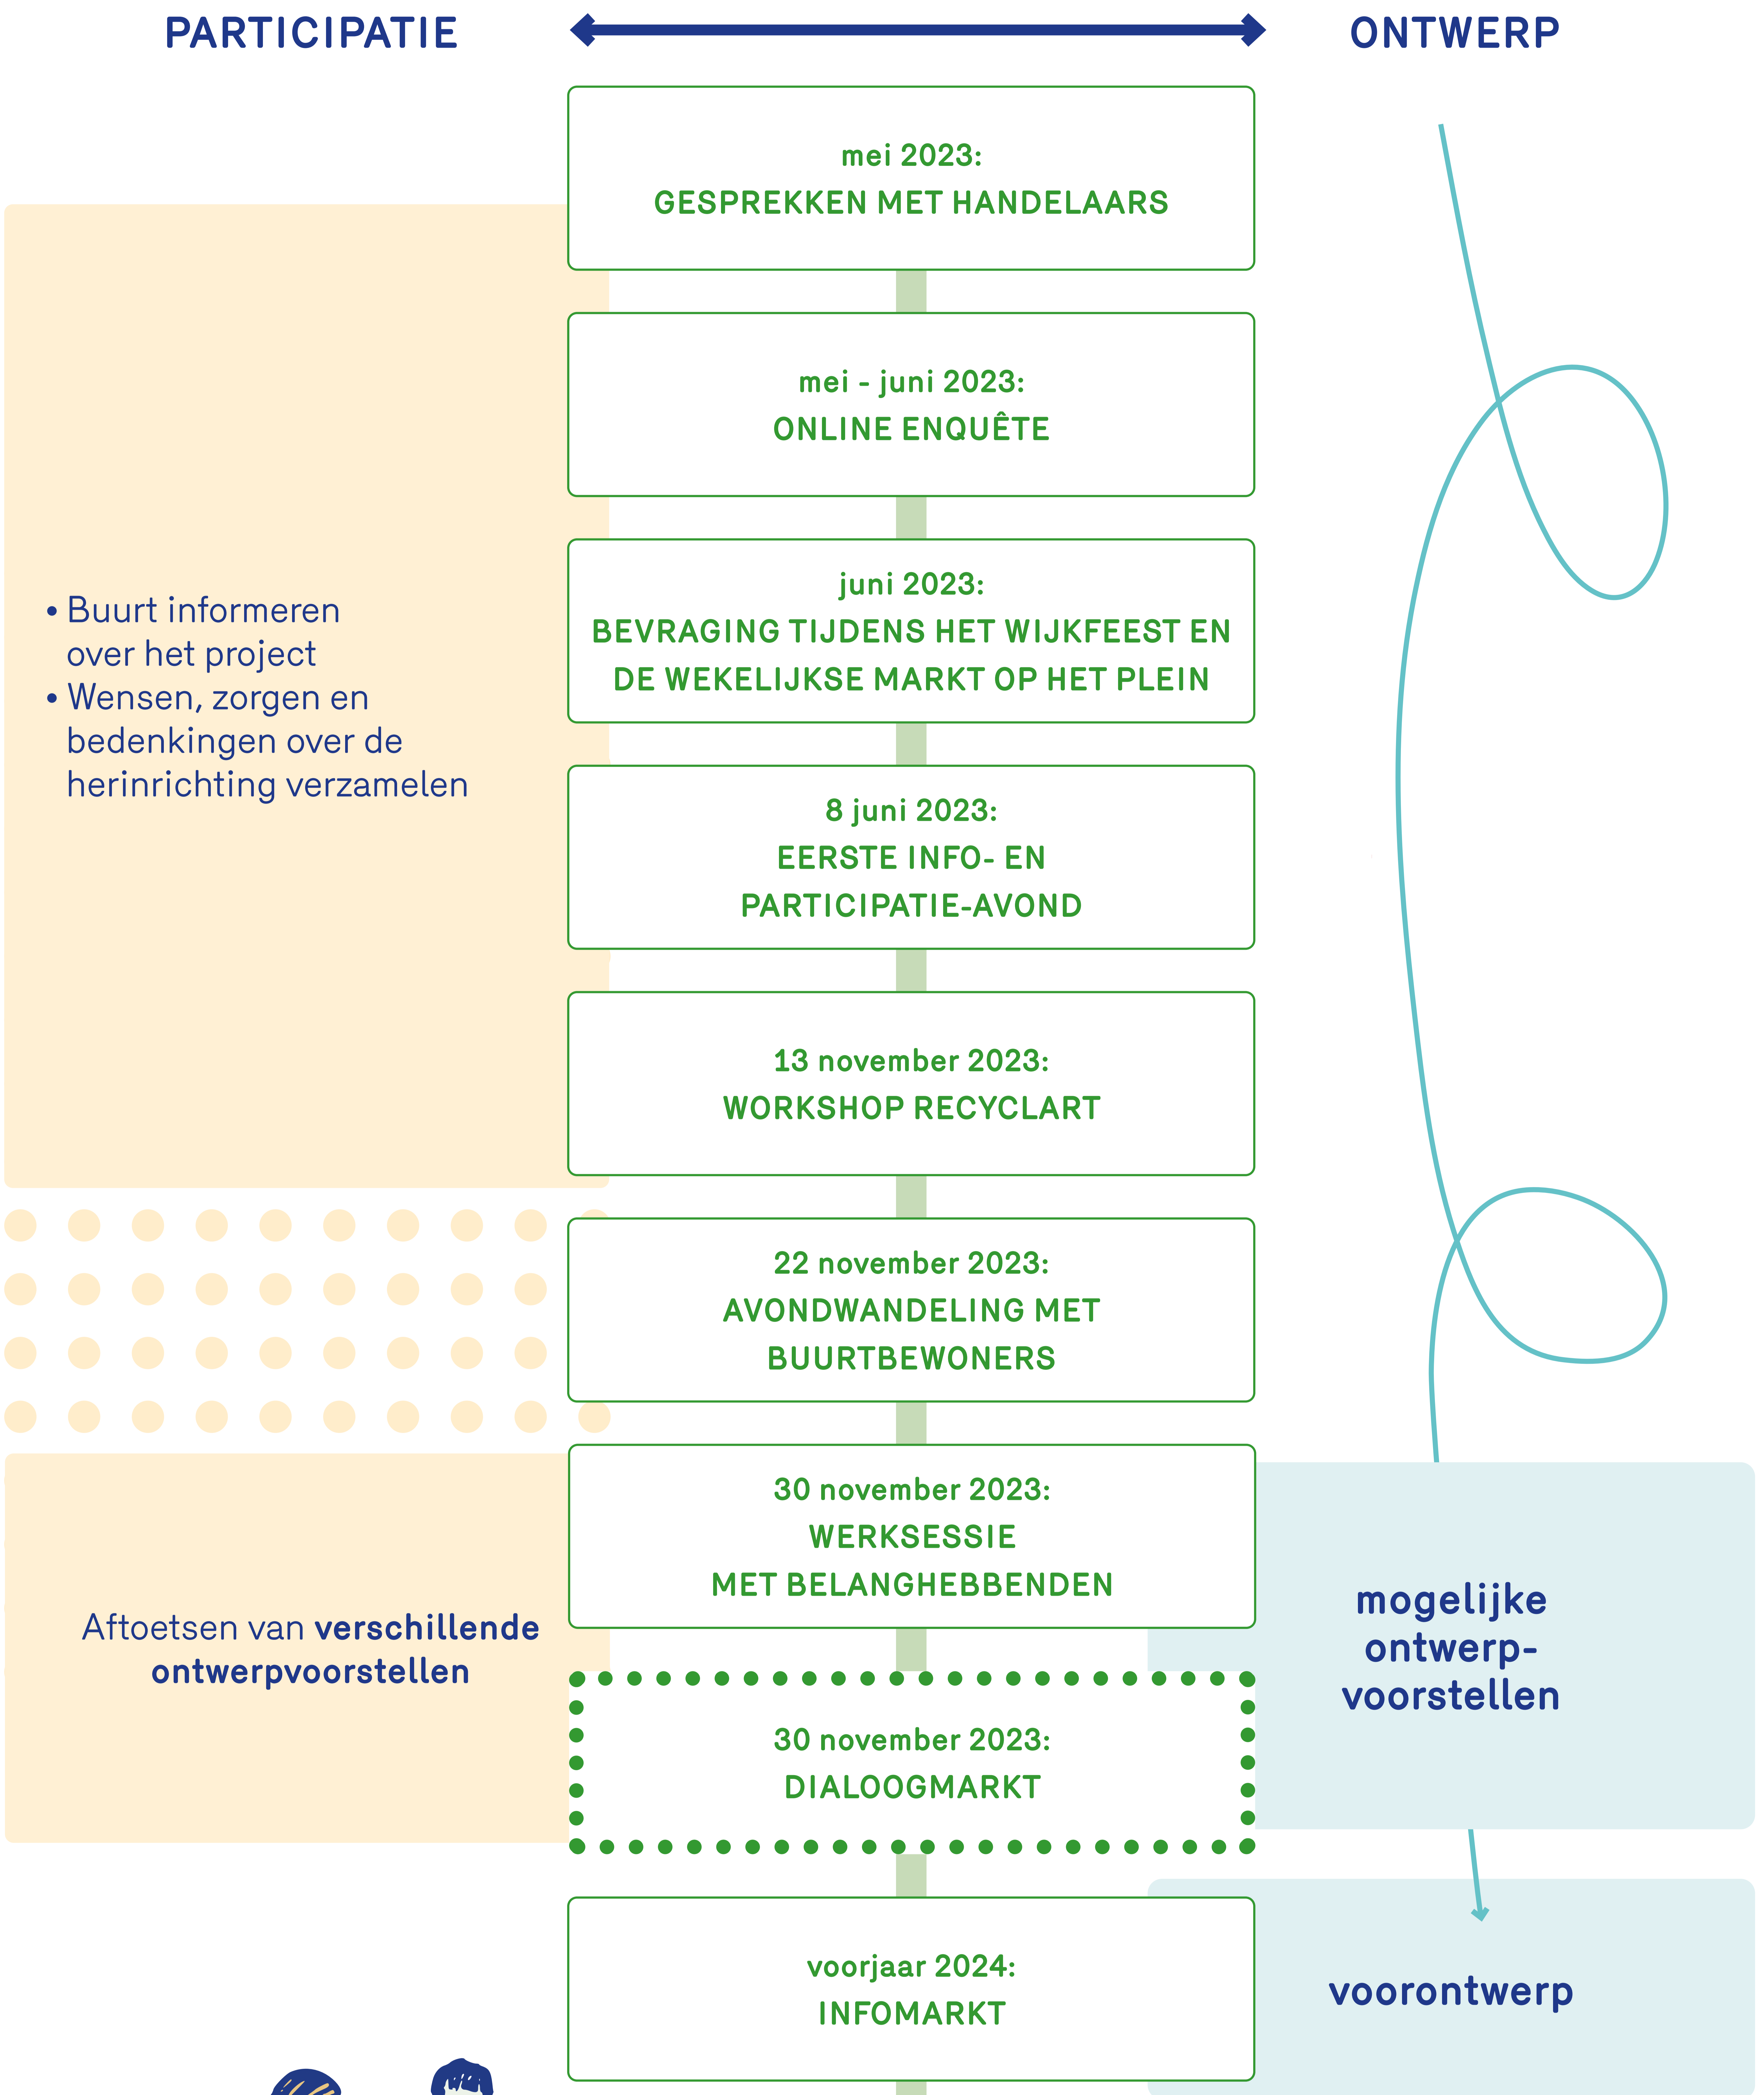 PARTICIPATIE
ONTWERP
mei 2023:
GESPREKKEN MET HANDELAARS
mei - juni 2023:
ONLINE ENQUÊTE
juni 2023:
BEVRAGING TIJDENS HET WIJKFEEST EN
DE WEKELIJKSE MARKT OP HET PLEIN
• Buurt informeren
over het project
• Wensen, zorgen en
bedenkingen over de
herinrichting verzamelen
8 juni 2023:
EERSTE INFO- EN
PARTICIPATIE-AVOND
13 november 2023:
WORKSHOP RECYCLART
22 november 2023:
AVONDWANDELING MET
BUURTBEWONERS
30 november 2023:
WERKSESSIE
MET BELANGHEBBENDEN
Aftoetsen van verschillende
ontwerpvoorstellen
mogelijke
ontwerp-
voorstellen
30 november 2023:
DIALOOGMARKT
voorjaar 2024:
INFOMARKT
voorontwerp